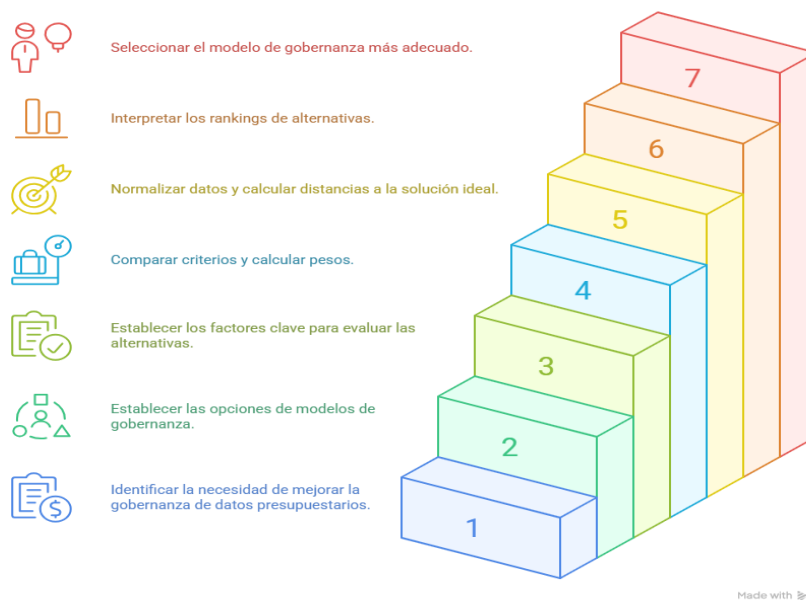 Seleccionar el modelo de gobernanza más adecuado.
7
Interpretar los rankings de alternativas.
6
Normalizar datos y calcular distancias a la solución ideal.
5
Comparar criterios y calcular pesos.
4
Establecer los factores clave para evaluar las
alternativas.
3
Establecer las opciones de modelos de
gobernanza.
2
Identificar la necesidad de mejorar la
gobernanza de datos presupuestarios.
1
$
Made with